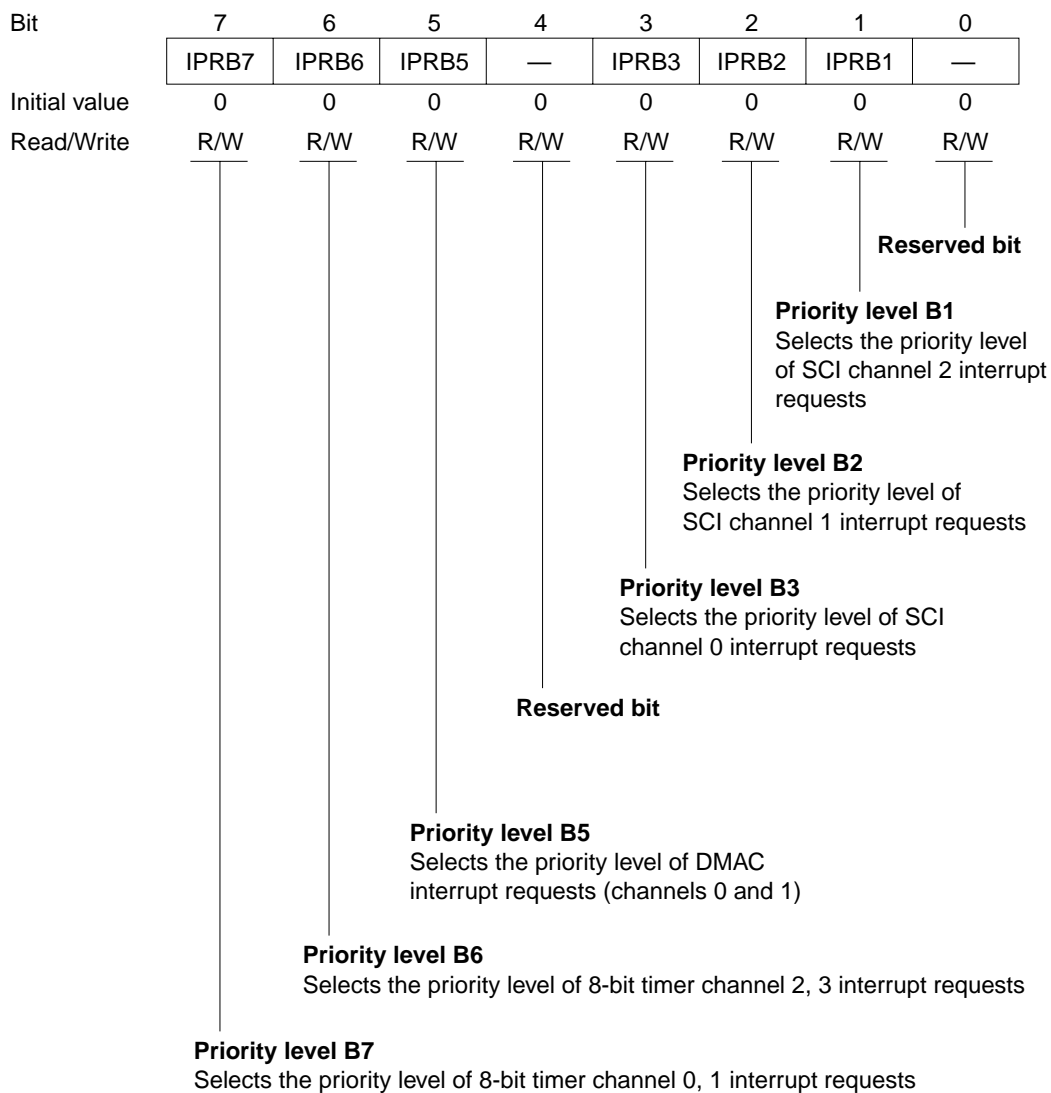 Bit 7 6 5 4 3 2 1 0
IPRB7 IPRB6 IPRB5 — IPRB3 IPRB2 IPRB1 —
Initial value 0 0 0 0 0 0 0 0
Read/Write R/W R/W R/W R/W R/W R/W R/W R/W
Reserved bit
Priority level B1
Selects the priority level
of SCI channel 2 interrupt
requests
Priority level B2
Selects the priority level of
SCI channel 1 interrupt requests
Priority level B3
Selects the priority level of SCI
channel 0 interrupt requests
Reserved bit
Priority level B5
Selects the priority level of DMAC
interrupt requests (channels 0 and 1)
Priority level B6
Selects the priority level of 8-bit timer channel 2, 3 interrupt requests
Priority level B7
Selects the priority level of 8-bit timer channel 0, 1 interrupt requests